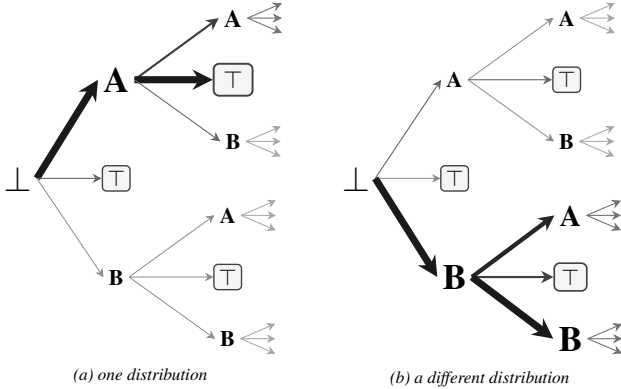 A
A
⊤
B
⊥
⊤
A
B
⊤
B
(a) one distribution
A
A
⊤
B
⊥
⊤
A
B
⊤
B
(b) a different distribution